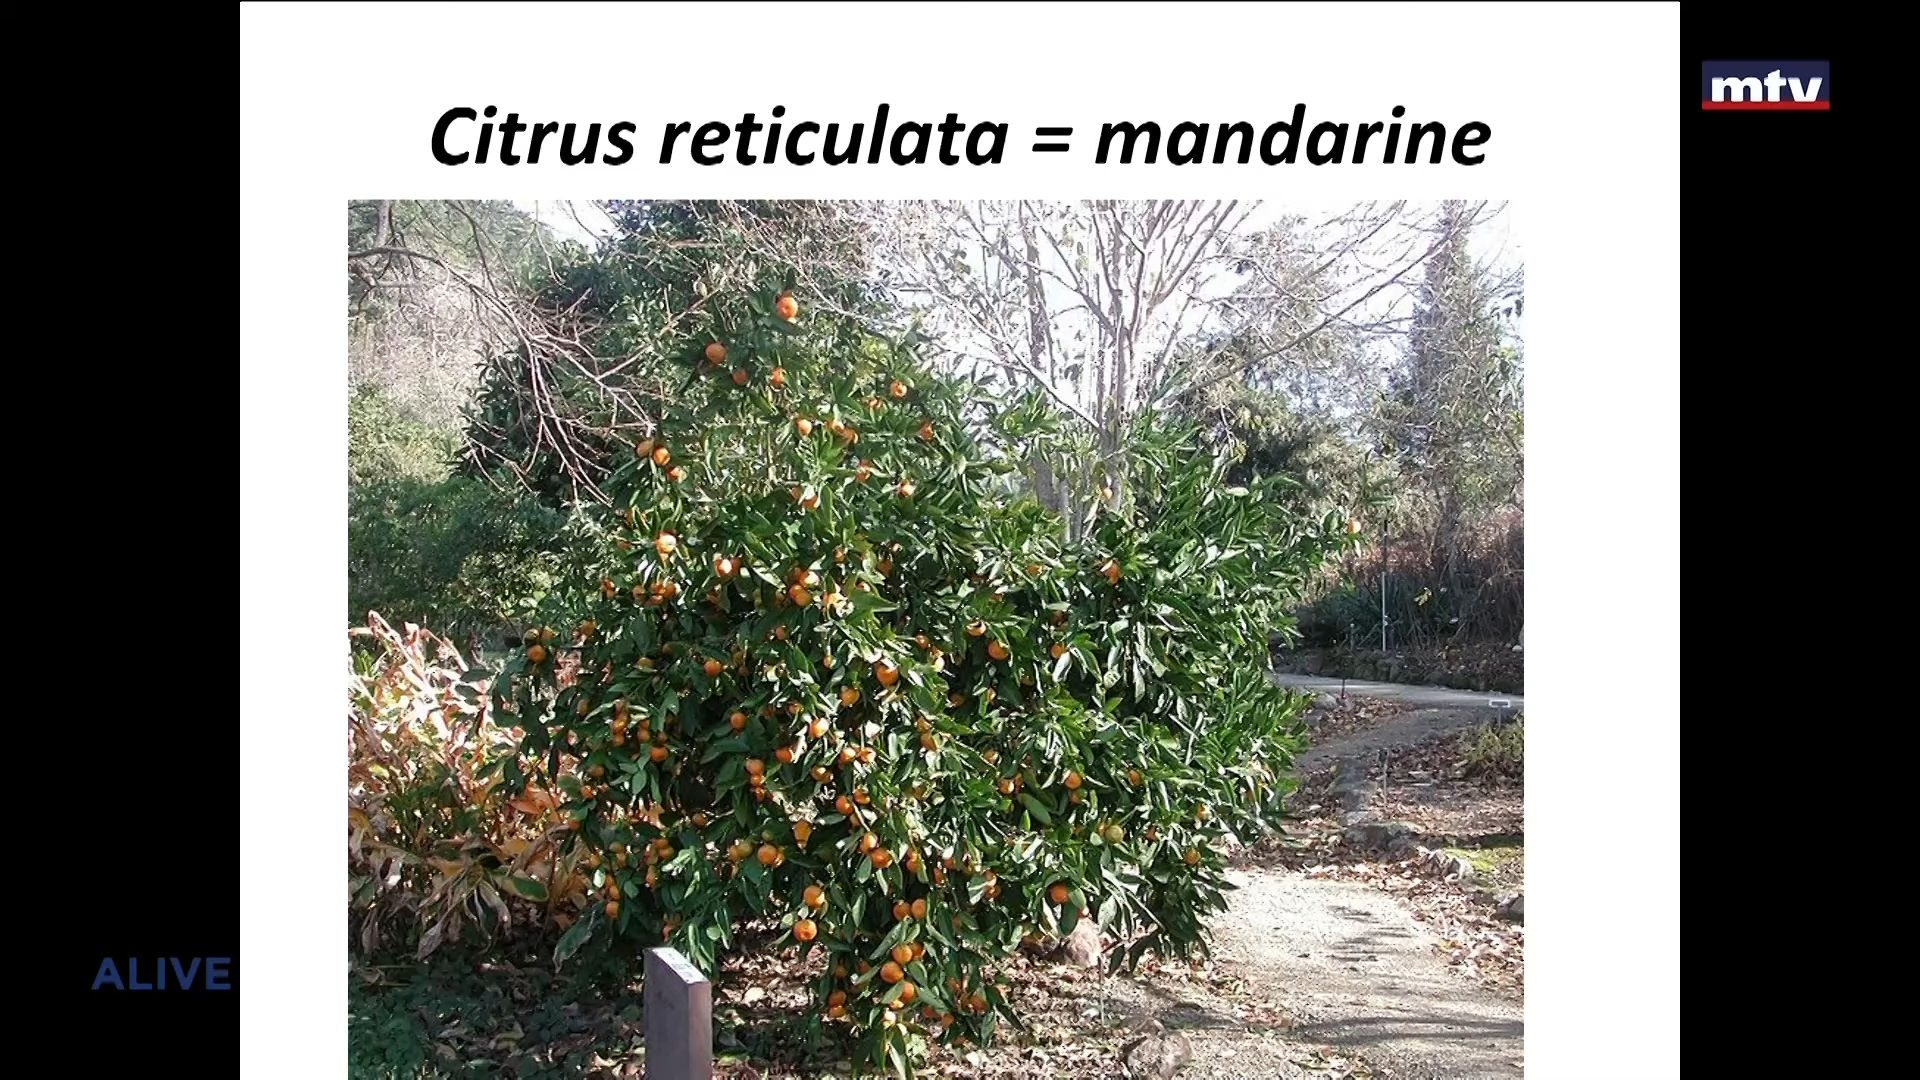 Citrus reticulata = mandarine
mtv
ALIVE